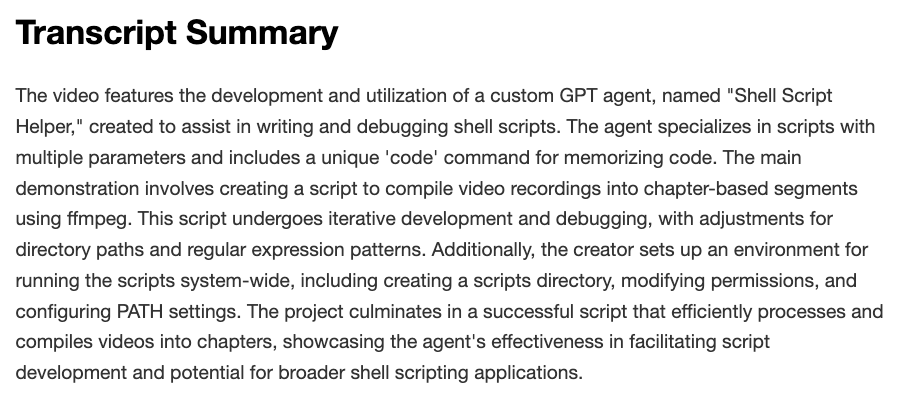 Transcript Summary
The video features the development and utilization of a custom GPT agent, named "Shell Script
Helper," created to assist in writing and debugging shell scripts. The agent specializes in scripts with
multiple parameters and includes a unique 'code' command for memorizing code. The main
demonstration involves creating a script to compile video recordings into chapter-based segments
using ffmpeg. This script undergoes iterative development and debugging, with adjustments for
directory paths and regular expression patterns. Additionally, the creator sets up an environment for
running the scripts system-wide, including creating a scripts directory, modifying permissions, and
configuring PATH settings. The project culminates in a successful script that efficiently processes and
compiles videos into chapters, showcasing the agent's effectiveness in facilitating script
development and potential for broader shell scripting applications.